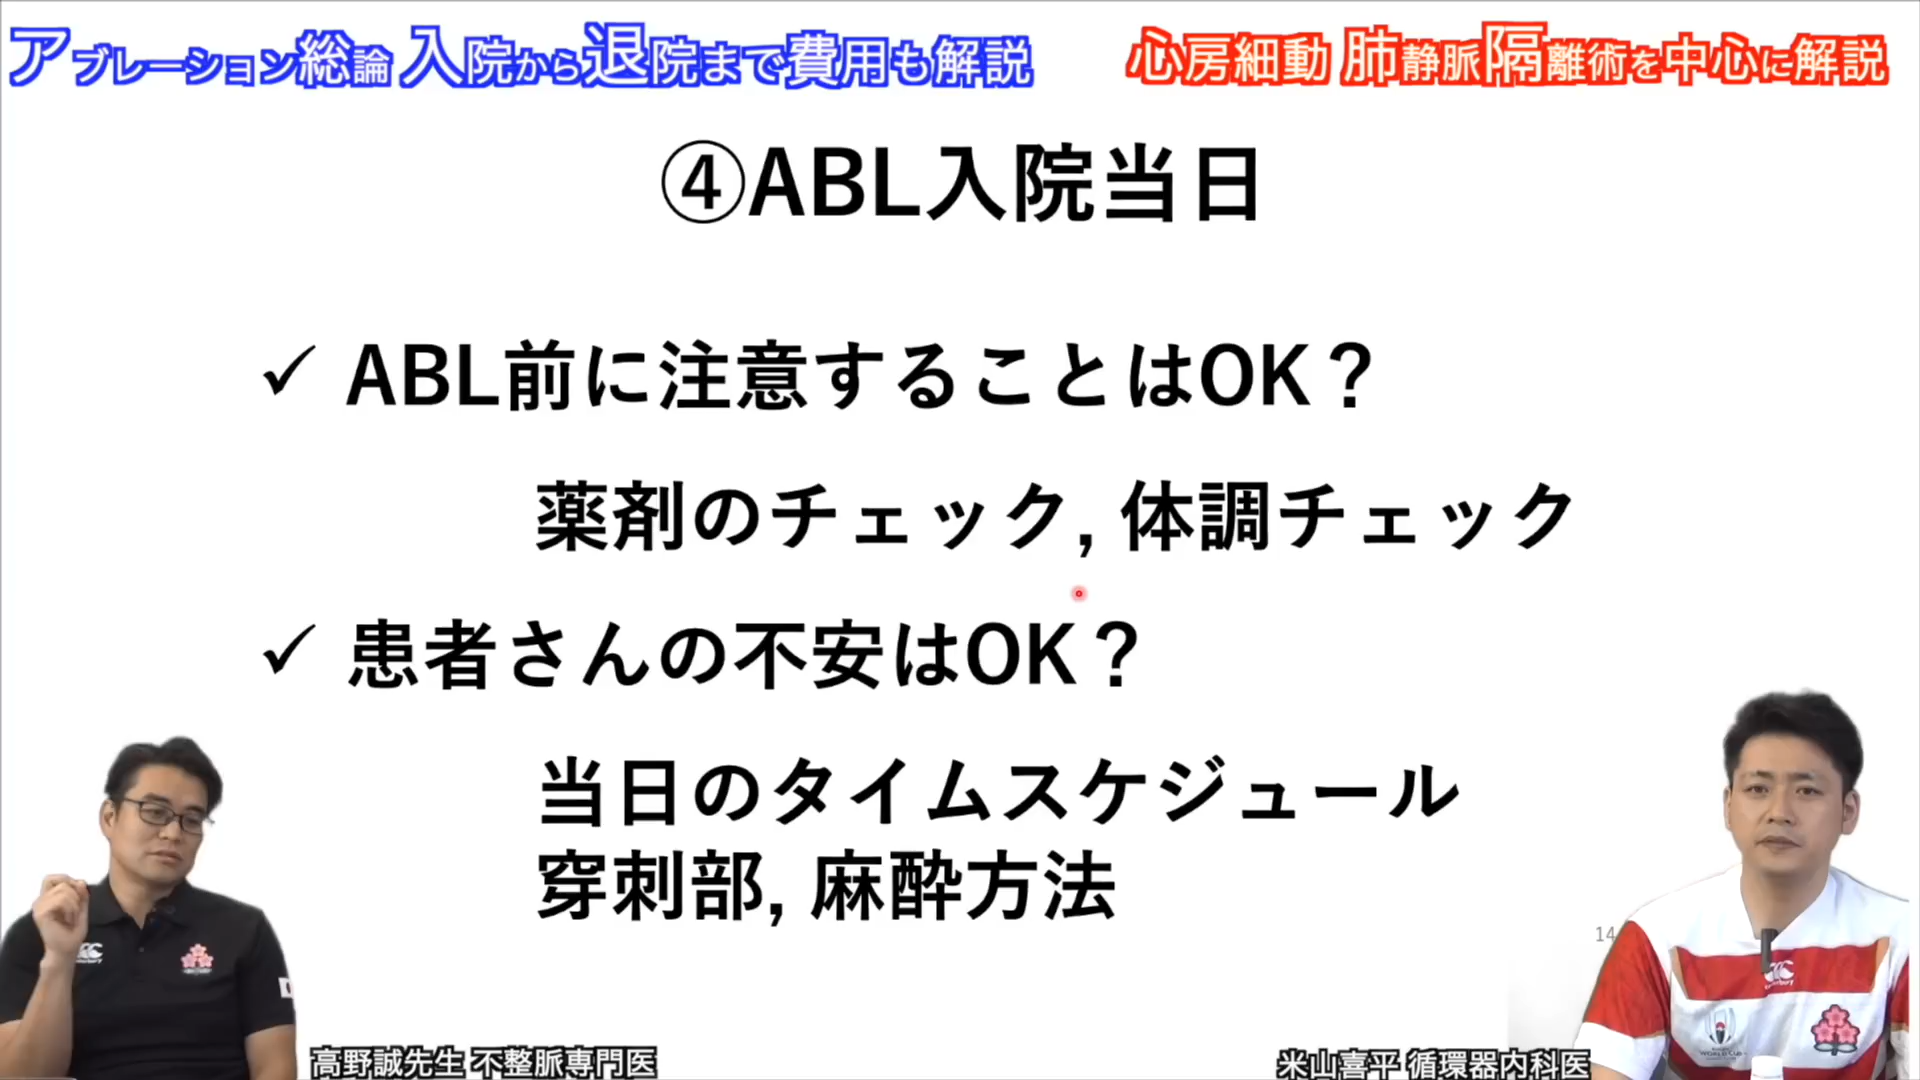 アブレーション総論 入院から退院まで費用も解説
心房細動 肺静脈隔離術を中心に解説
④ABL入院当日
✓ ABL前に注意することはOK？
薬剤のチェック, 体調チェック
✓ 患者さんの不安はOK？
当日のタイムスケジュール
穿刺部, 麻酔方法
14
高野誠先生 不整脈専門医
米山喜平 循環器内科医